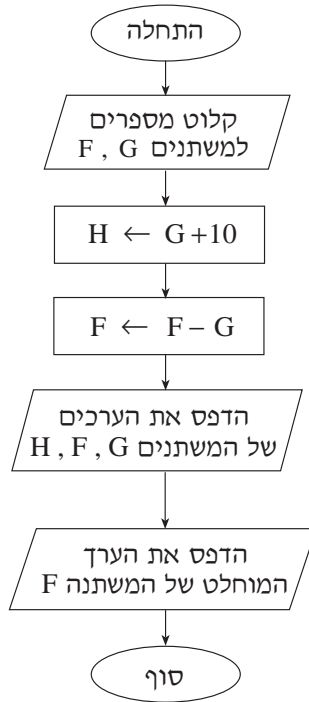 התחלה
קלוט מספרים
למשתנים F , G
H ← G+10
F ← F – G
הדפס את הערכים
של המשתנים H , F , G
הדפס את הערך
המוחלט של המשתנה F
סוף